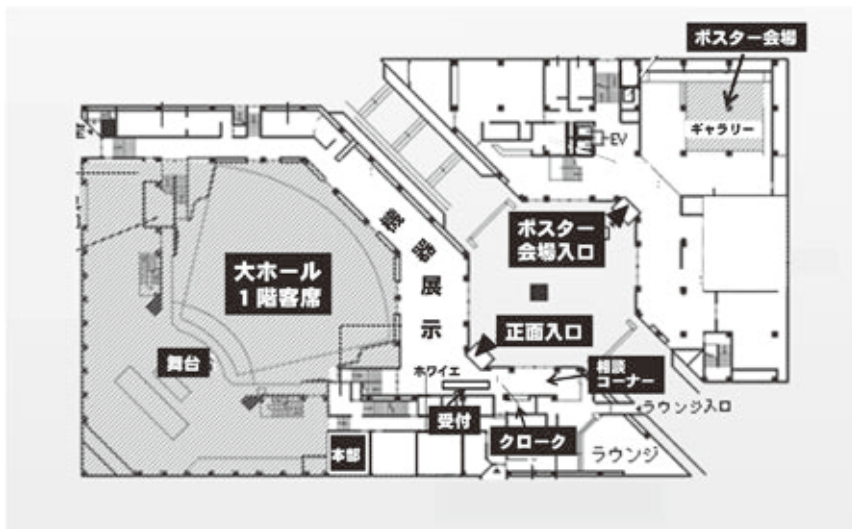 ポスター会場
ギャラリー
EV
ポスター
会場入口
機器展示
大ホール
1階客席
正面入口
舞台
ホワイエ
相談
コーナー
受付
ラウンジ入口
クローク
本部
ラウンジ